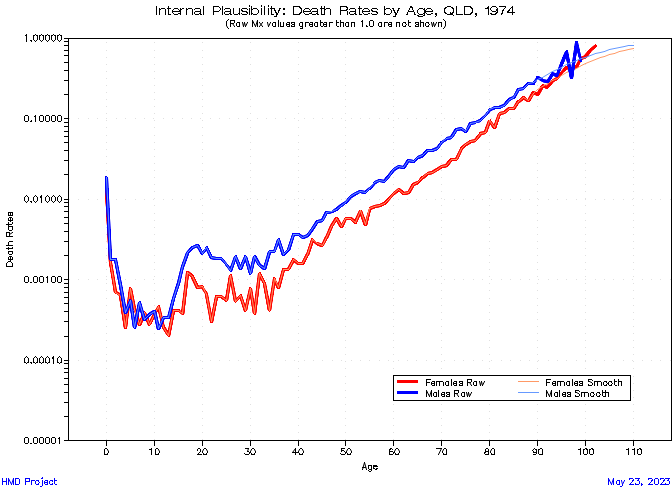 Internal Plausibility: Death Rates by Age, QLD, 1974
(Raw Mx values greater than 1.0 are not shown)
1.00000
0.10000
0.01000
0.00100
0.00010
0.00001
Death Rates
Females Raw
Females Smooth
Males Raw
Males Smooth
0 10 20 30 40 50 60 70 80 90 100 110
Age
HMD Project
May 23, 2023